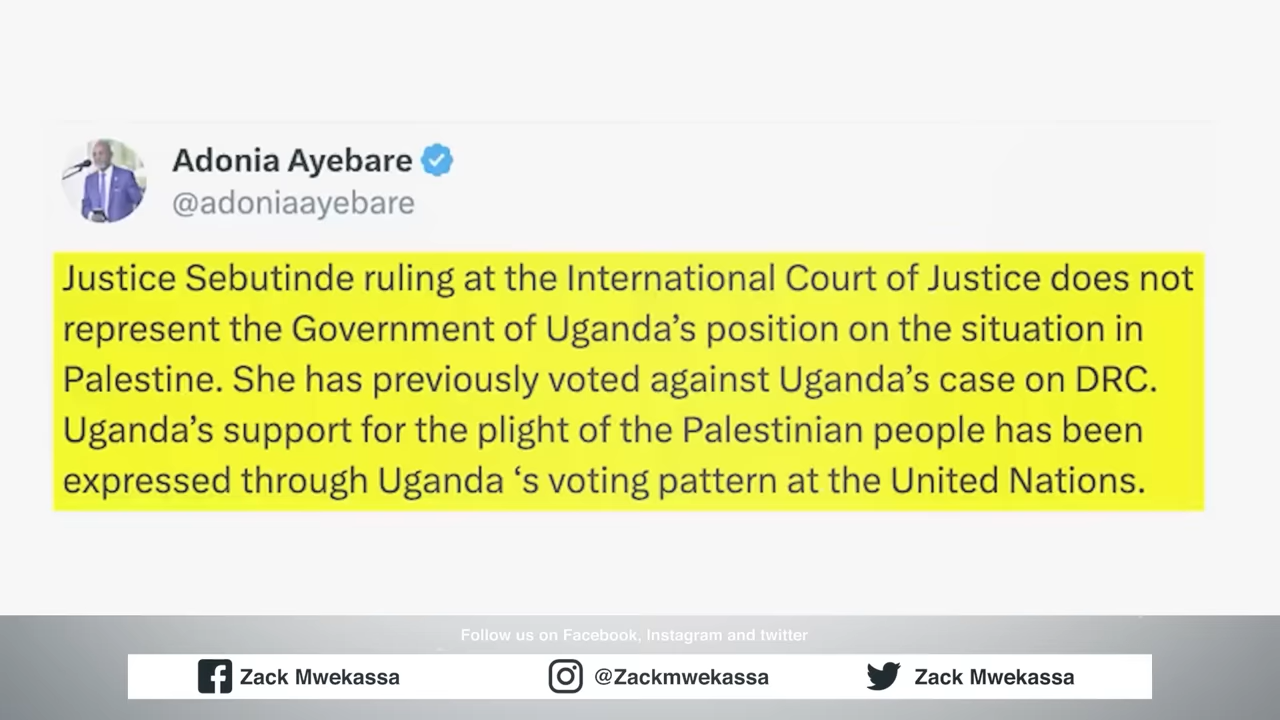 Adonia Ayebare
@adoniaayebare
Justice Sebutinde ruling at the International Court of Justice does not
represent the Government of Uganda’s position on the situation in
Palestine. She has previously voted against Uganda’s case on DRC.
Uganda’s support for the plight of the Palestinian people has been
expressed through Uganda ‘s voting pattern at the United Nations.
Follow us on Facebook, Instagram and twitter
Zack Mwekassa @Zackmwekassa Zack Mwekassa